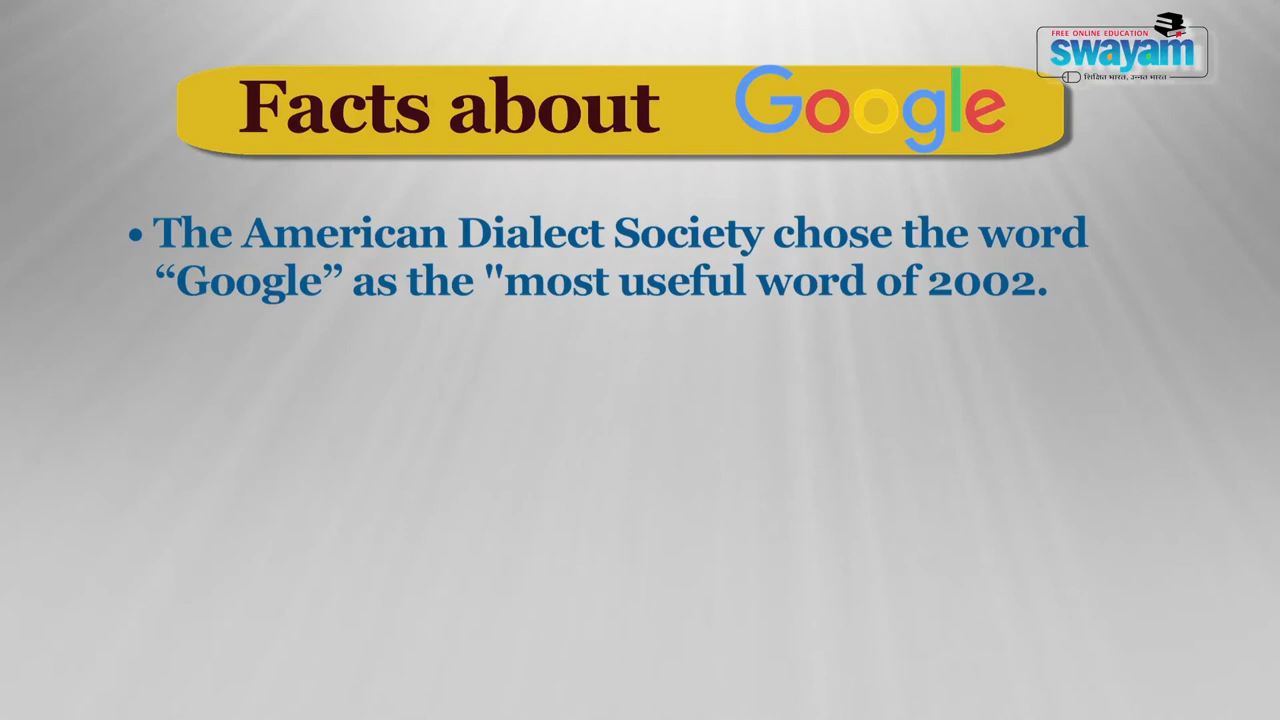 FREE ONLINE EDUCATION
swayam
शिक्षित भारत, उन्नत भारत
Facts about Google
• The American Dialect Society chose the word
“Google” as the "most useful word of 2002.